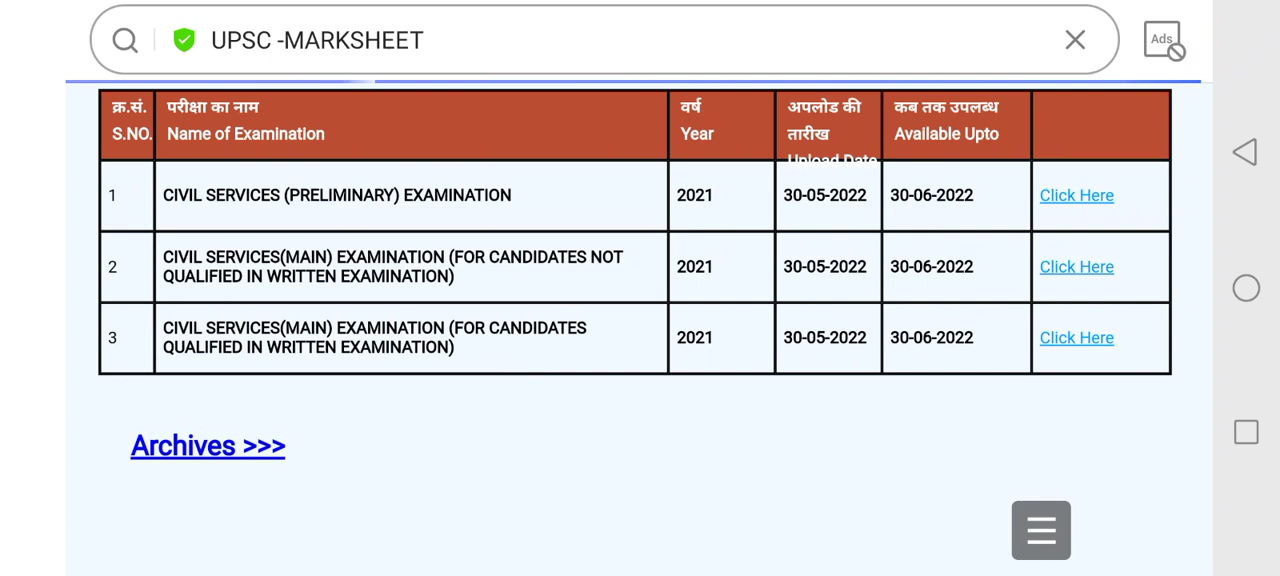 UPSC -MARKSHEET
Ads
क्र.सं. परीक्षा का नाम वर्ष अपलोड की कब तक उपलब्ध
S.NO. Name of Examination Year तारीख Available Upto
Upload Date
1 CIVIL SERVICES (PRELIMINARY) EXAMINATION 2021 30-05-2022 30-06-2022 Click Here
2 CIVIL SERVICES(MAIN) EXAMINATION (FOR CANDIDATES NOT
QUALIFIED IN WRITTEN EXAMINATION) 2021 30-05-2022 30-06-2022 Click Here
3 CIVIL SERVICES(MAIN) EXAMINATION (FOR CANDIDATES
QUALIFIED IN WRITTEN EXAMINATION) 2021 30-05-2022 30-06-2022 Click Here
Archives >>>